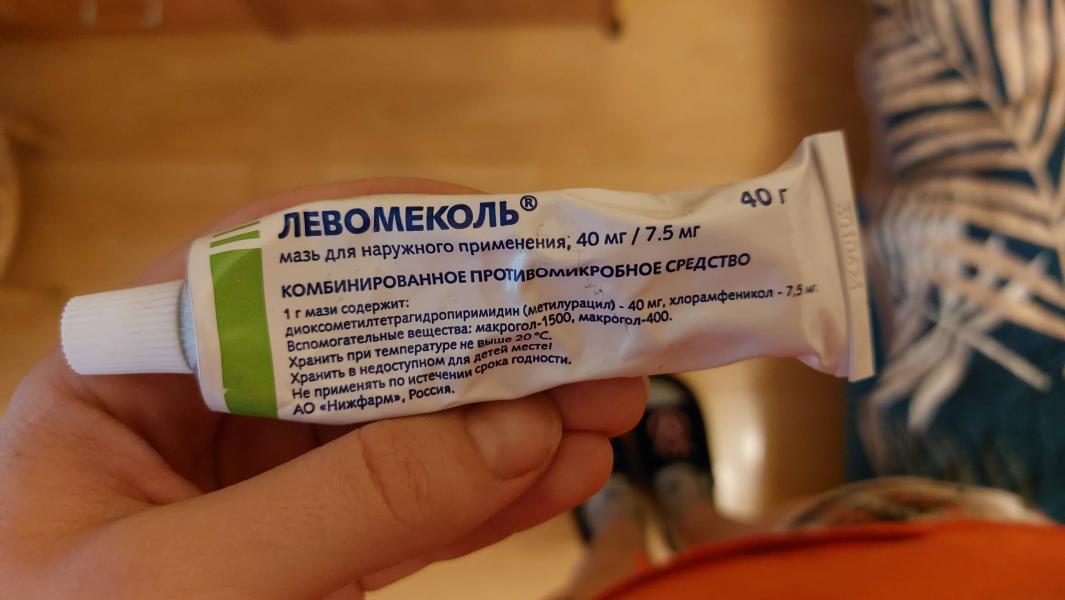 ЛЕВОМЕКОЛЬ®
40 г
мазь для наружного применения, 40 мг / 7.5 мг
КОМБИНИРОВАННОЕ ПРОТИВОМИКРОБНОЕ СРЕДСТВО
1 г мази содержит:
диоксометилтетрагидропиримидин (метилурацил) - 40 мг, хлорамфеникол - 7,5 мг.
Вспомогательные вещества: макрогол-1500, макрогол-400.
Хранить при температуре не выше 20 °С.
Хранить в недоступном для детей месте!
Не применять по истечении срока годности.
АО «Нижфарм», Россия.